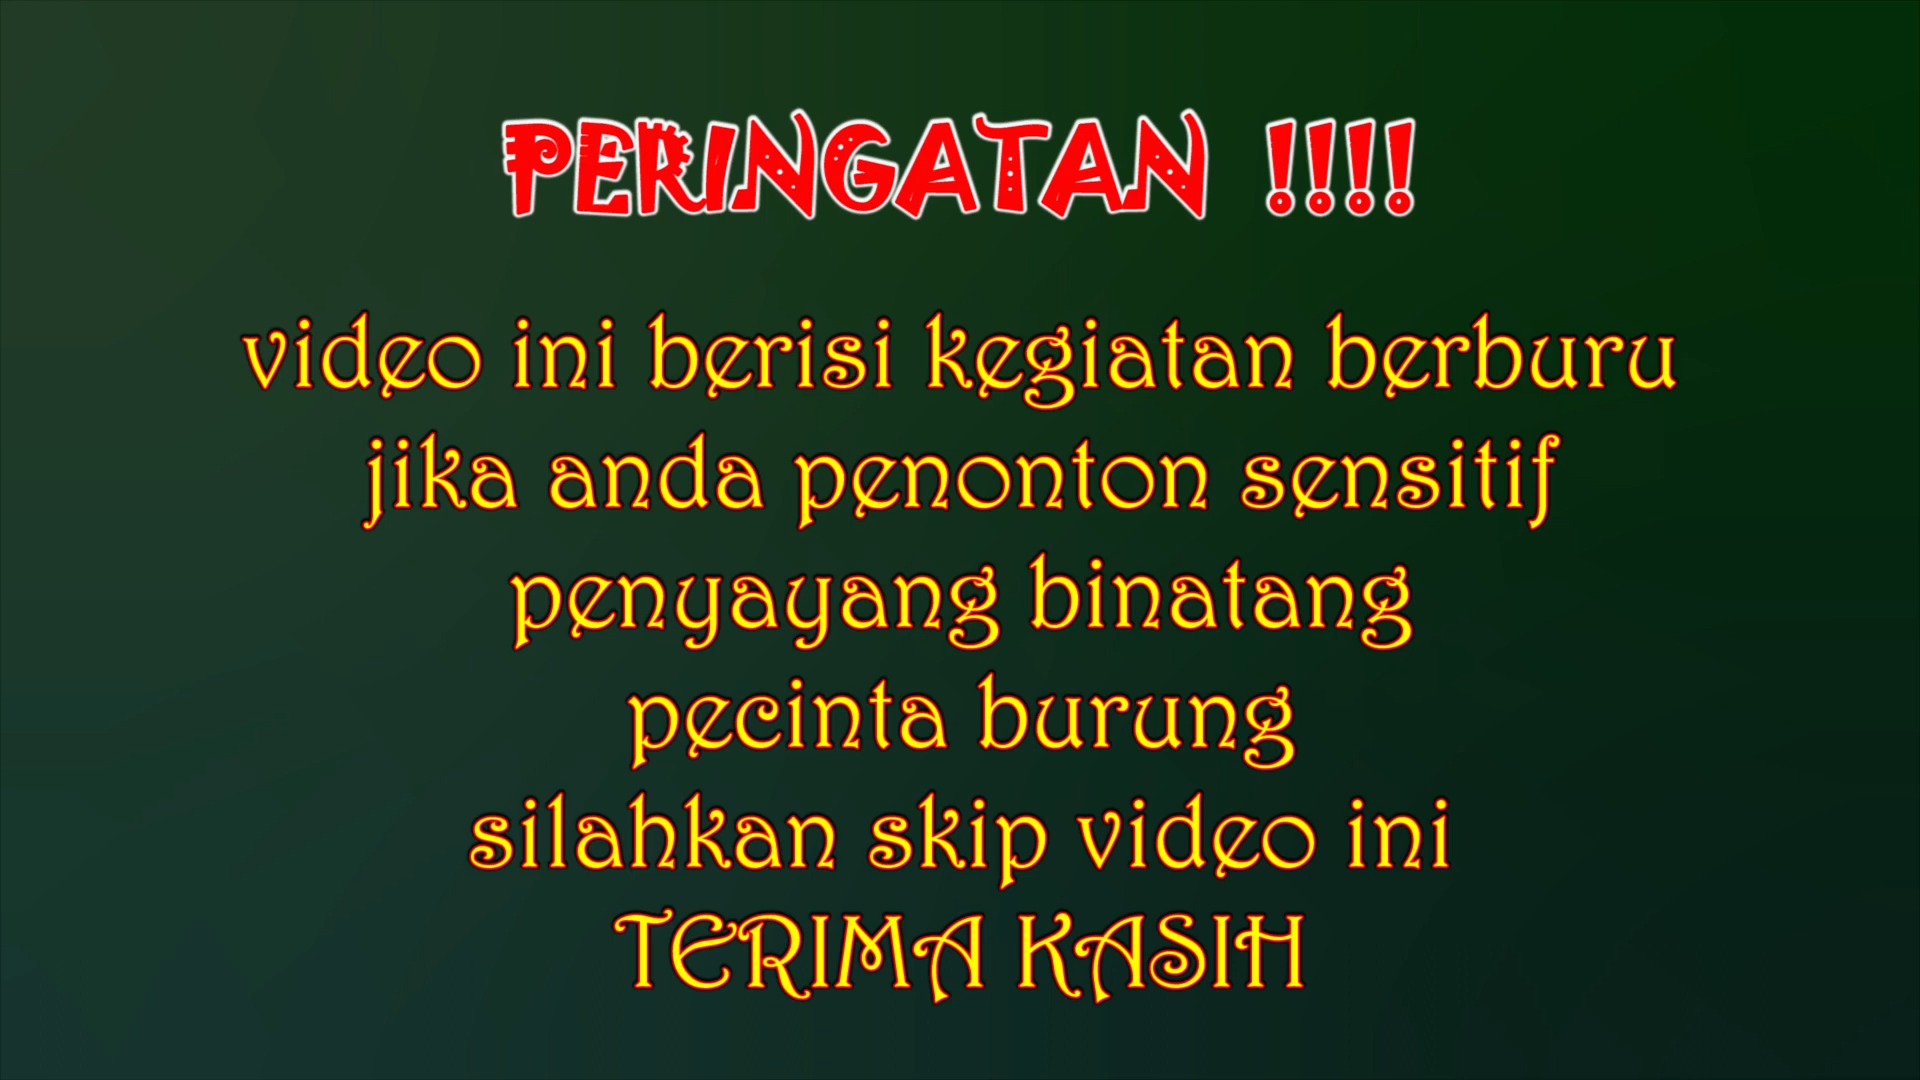 PERINGATAN !!!!
video ini berisi kegiatan berburu
jika anda penonton sensitif
penyayang binatang
pecinta burung
silahkan skip video ini
TERIMA KASIH